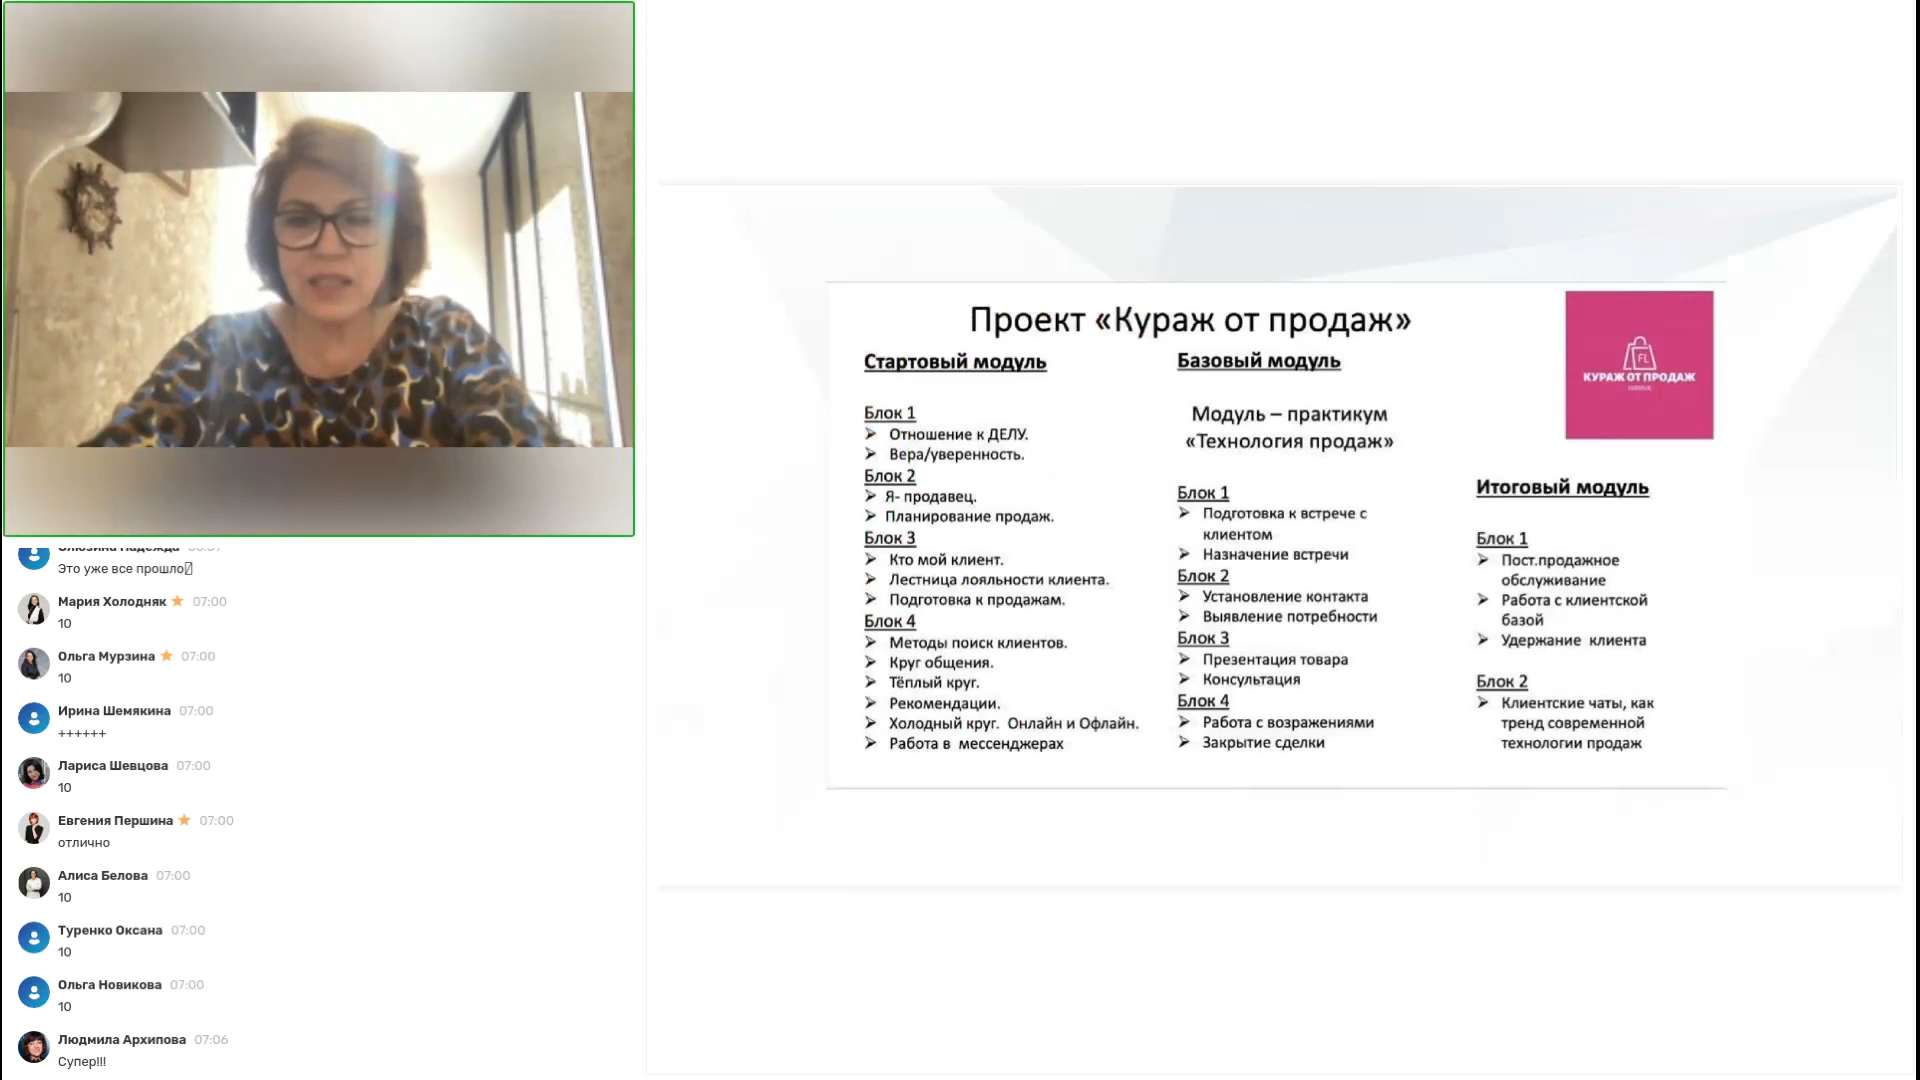 Это уже все прошло
Мария Холодняк 07:00
10
Ольга Мурзина 07:00
10
Ирина Шемякина 07:00
++++++
Лариса Шевцова 07:00
10
Евгения Першина 07:00
отлично
Алиса Белова 07:00
10
Туренко Оксана 07:00
10
Ольга Новикова 07:00
10
Людмила Архипова 07:06
Супер!!!
Проект «Кураж от продаж»
Стартовый модуль
Блок 1
Отношение к ДЕЛУ.
Вера/уверенность.
Блок 2
Я- продавец.
Планирование продаж.
Блок 3
Кто мой клиент.
Лестница лояльности клиента.
Подготовка к продажам.
Блок 4
Методы поиск клиентов.
Круг общения.
Тёплый круг.
Рекомендации.
Холодный круг. Онлайн и Офлайн.
Работа в мессенджерах
Базовый модуль
Модуль – практикум
«Технология продаж»
Блок 1
Подготовка к встрече с
клиентом
Назначение встречи
Блок 2
Установление контакта
Выявление потребности
Блок 3
Презентация товара
Консультация
Блок 4
Работа с возражениями
Закрытие сделки
FL
КУРАЖ ОТ ПРОДАЖ
Итоговый модуль
Блок 1
Пост.продажное
обслуживание
Работа с клиентской
базой
Удержание клиента
Блок 2
Клиентские чаты, как
тренд современной
технологии продаж